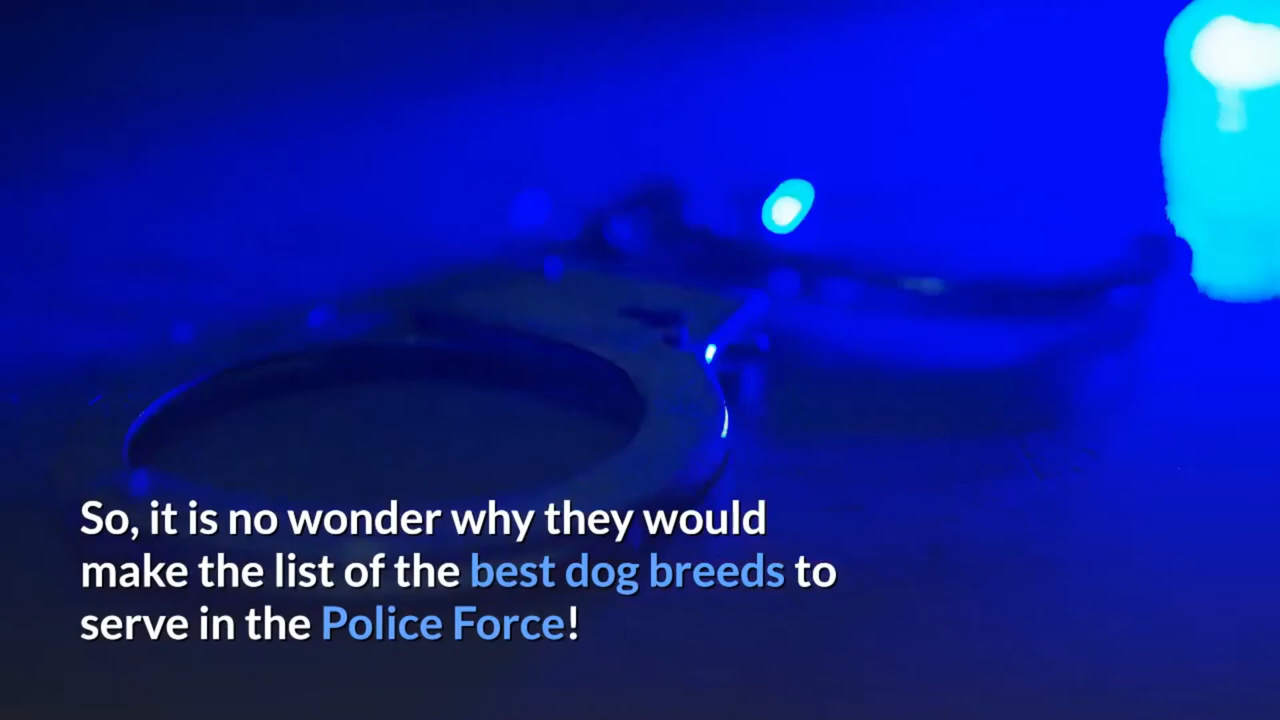 So, it is no wonder why they would
make the list of the best dog breeds to
serve in the Police Force!